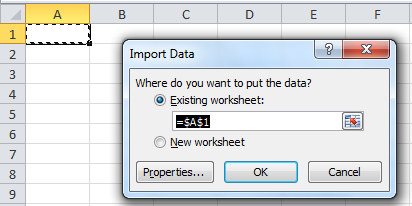 A B C D E F
1
2
3
4
5
6
7
8
9
Import Data
Where do you want to put the data?
Existing worksheet:
=$A$1
New worksheet
Properties... OK Cancel